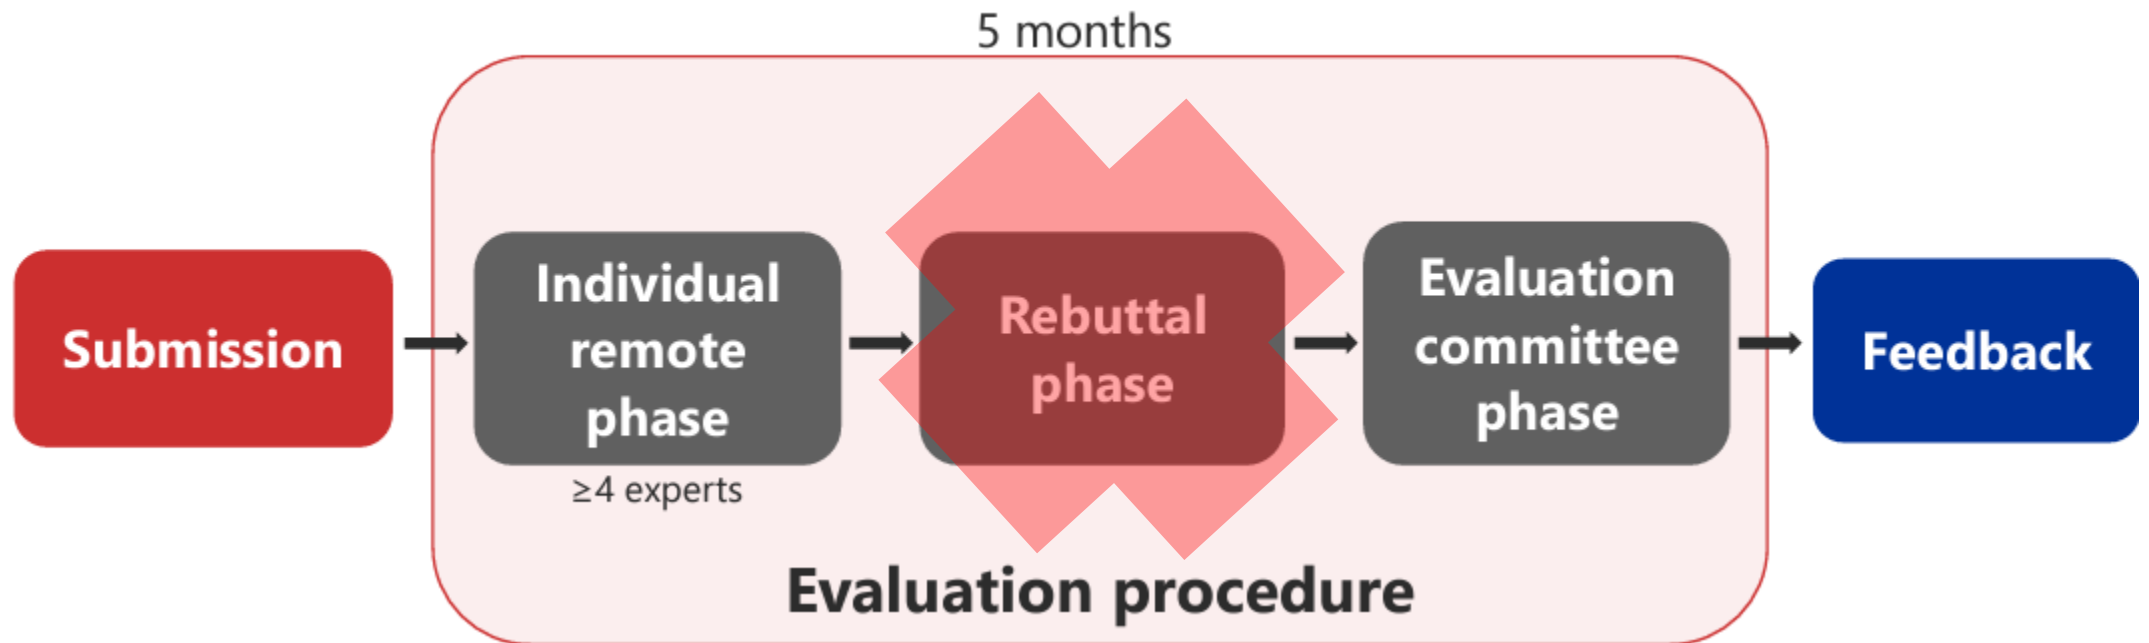 5 months
Submission
Individual
remote
phase
≥4 experts
Rebuttal
phase
Evaluation
committee
phase
Feedback
Evaluation procedure